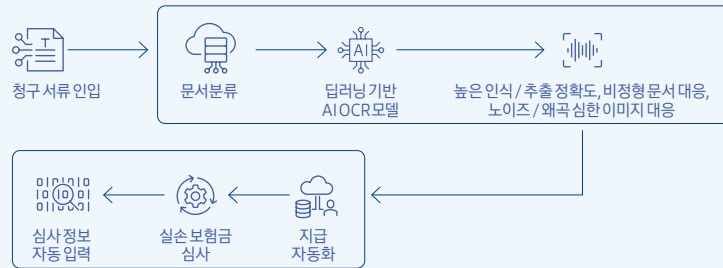 T
청구 서류 인입
문서분류
AI
딥러닝 기반
AI OCR 모델
높은 인식 / 추출 정확도, 비정형 문서 대응,
노이즈 / 왜곡 심한 이미지 대응
심사 정보
자동 입력
실손 보험금
심사
지급
자동화